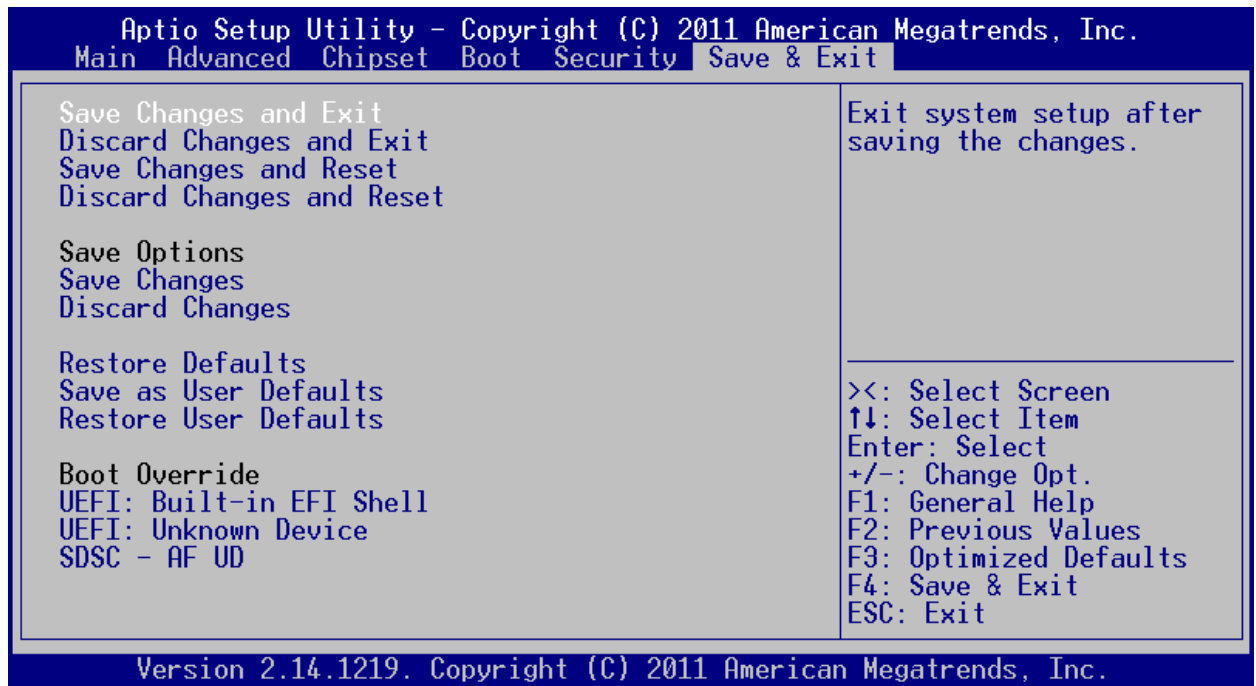 Aptio Setup Utility – Copyright (C) 2011 American Megatrends, Inc.
Main Advanced Chipset Boot Security Save & Exit
Save Changes and Exit
Discard Changes and Exit
Save Changes and Reset
Discard Changes and Reset
Save Options
Save Changes
Discard Changes
Restore Defaults
Save as User Defaults
Restore User Defaults
Boot Override
UEFI: Built-in EFI Shell
UEFI: Unknown Device
SDSC – AF UD
Exit system setup after
saving the changes.
><: Select Screen
↑↓: Select Item
Enter: Select
+/-: Change Opt.
F1: General Help
F2: Previous Values
F3: Optimized Defaults
F4: Save & Exit
ESC: Exit
Version 2.14.1219. Copyright (C) 2011 American Megatrends, Inc.